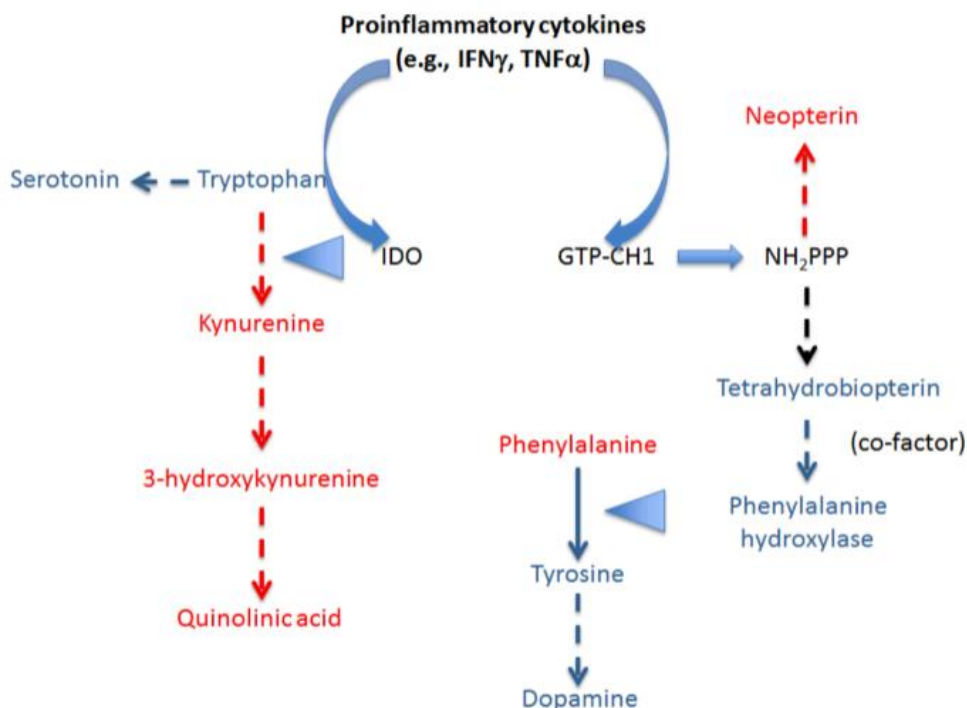 Proinflammatory cytokines
(e.g., IFNγ, TNFα)
Neopterin
Serotonin
Tryptophan
IDO
GTP-CH1
NH₂PPP
Kynurenine
Tetrahydrobiopterin
(co-factor)
Phenylalanine
3-hydroxykynurenine
Phenylalanine
hydroxylase
Tyrosine
Quinolinic acid
Dopamine